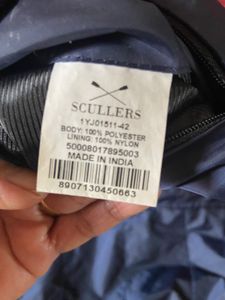 SCULLERS
1YJ01511-42
BODY: 100% POLYESTER
LINING: 100% NYLON
50008017895003
MADE IN INDIA
8907130450663